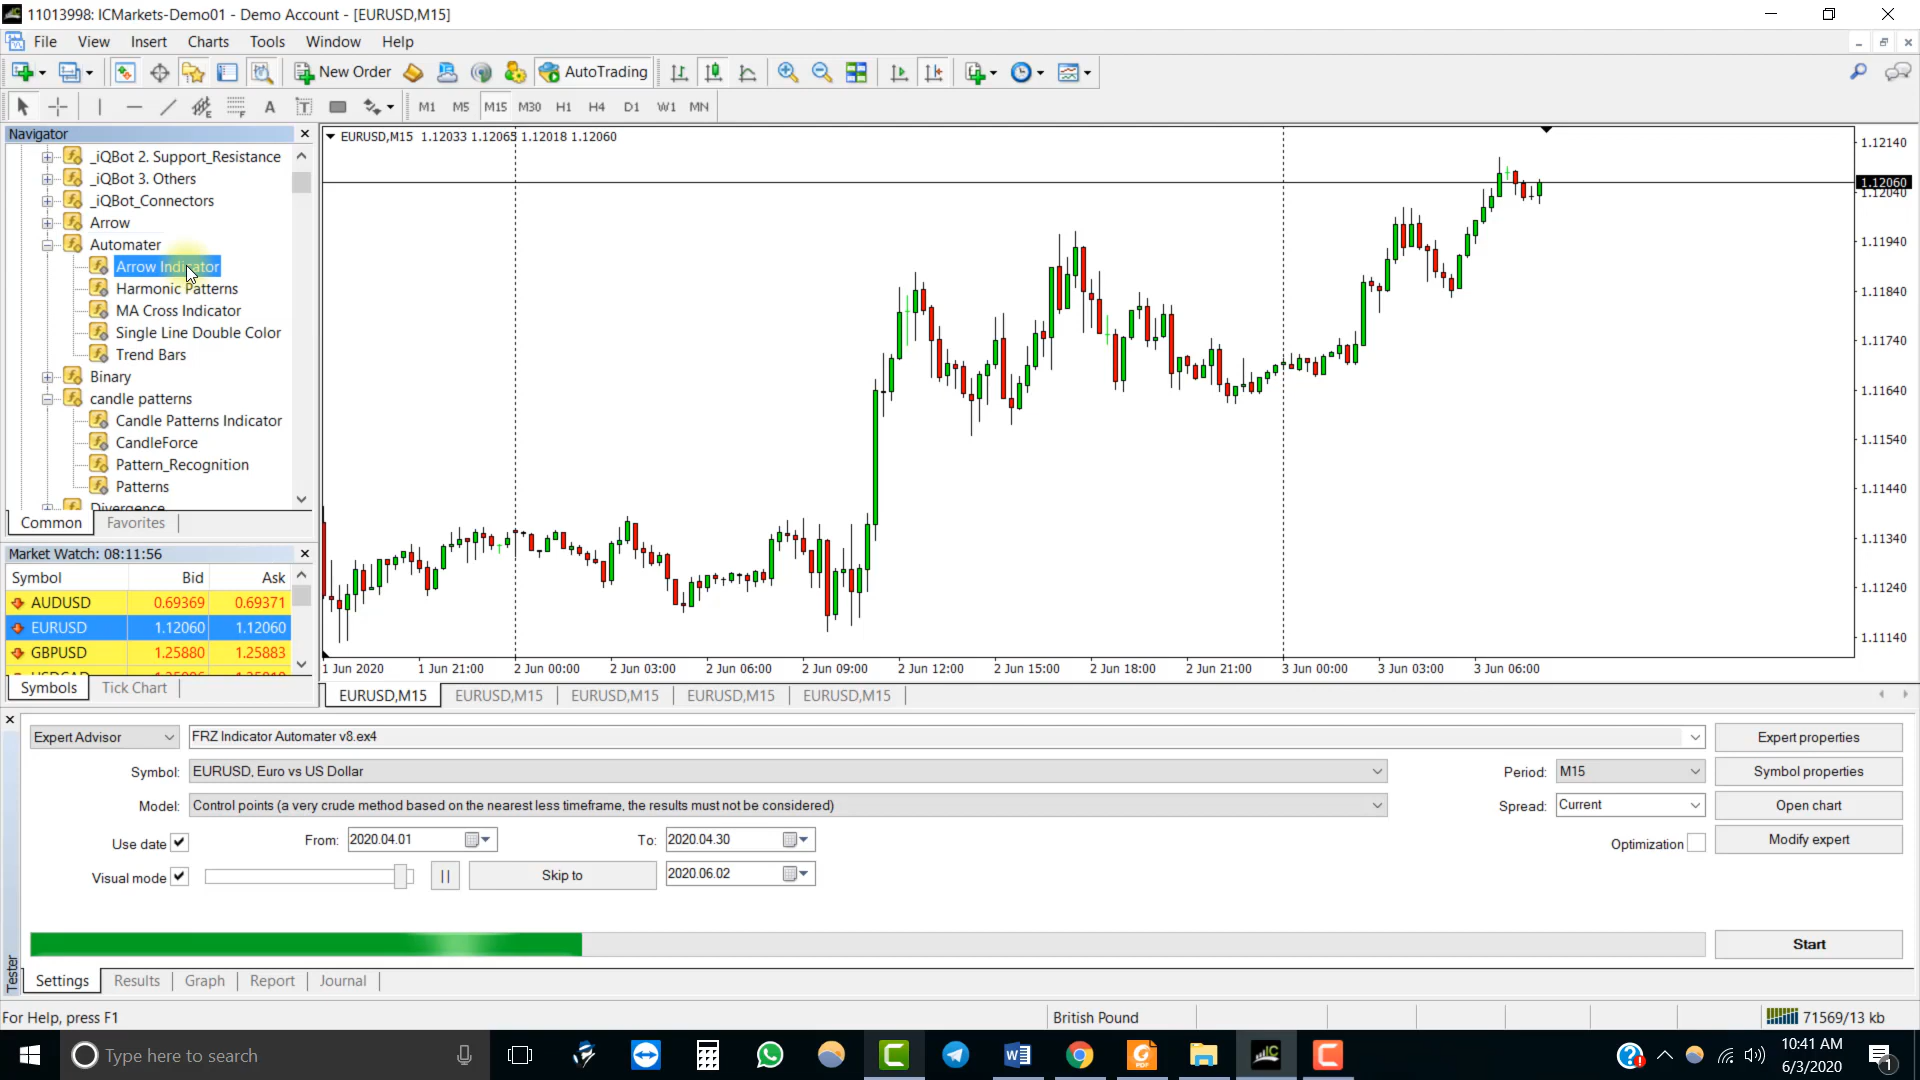 11013998: ICMarkets-Demo01 - Demo Account - [EURUSD,M15]
File View Insert Charts Tools Window Help
New Order AutoTrading
M1 M5 M15 M30 H1 H4 D1 W1 MN
Navigator
_iQBot 2. Support_Resistance
_iQBot 3. Others
_iQBot_Connectors
Arrow
Automater
Arrow Indicator
Harmonic Patterns
MA Cross Indicator
Single Line Double Color
Trend Bars
Binary
candle patterns
Candle Patterns Indicator
CandleForce
Pattern_Recognition
Patterns
Divergence
Common Favorites
Market Watch: 08:11:56
Symbol Bid Ask
AUDUSD 0.69369 0.69371
EURUSD 1.12060 1.12060
GBPUSD 1.25880 1.25883
Symbols Tick Chart
EURUSD,M15 1.12033 1.12065 1.12018 1.12060
1.12140
1.12060
1.12040
1.11940
1.11840
1.11740
1.11640
1.11540
1.11440
1.11340
1.11240
1.11140
1 Jun 2020 1 Jun 21:00 2 Jun 00:00 2 Jun 03:00 2 Jun 06:00 2 Jun 09:00 2 Jun 12:00 2 Jun 15:00 2 Jun 18:00 2 Jun 21:00 3 Jun 00:00 3 Jun 03:00 3 Jun 06:00
EURUSD,M15 EURUSD,M15 EURUSD,M15 EURUSD,M15 EURUSD,M15
Expert Advisor FRZ Indicator Automater v8.ex4 Expert properties
Symbol: EURUSD, Euro vs US Dollar Period: M15 Symbol properties
Model: Control points (a very crude method based on the nearest less timeframe, the results must not be considered) Spread: Current Open chart
Use date From: 2020.04.01 To: 2020.04.30 Optimization Modify expert
Visual mode Skip to 2020.06.02
Start
Tester
Settings Results Graph Report Journal
For Help, press F1 British Pound 71569/13 kb
Type here to search
10:41 AM
6/3/2020
1